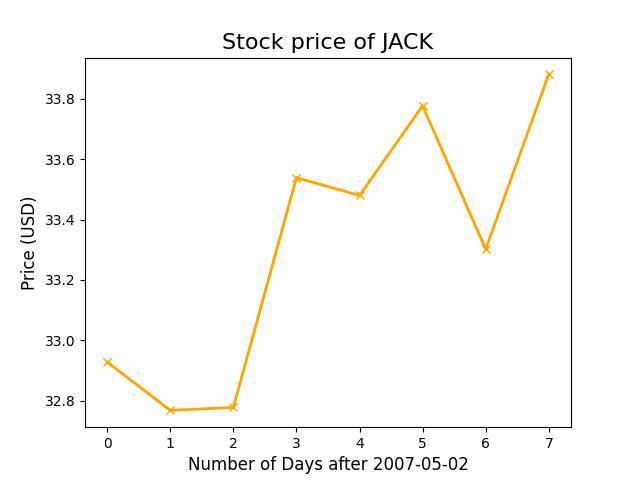 Stock price of JACK
33.8
33.6
33.4
33.2
33.0
32.8
Price (USD)
0 1 2 3 4 5 6 7
Number of Days after 2007-05-02